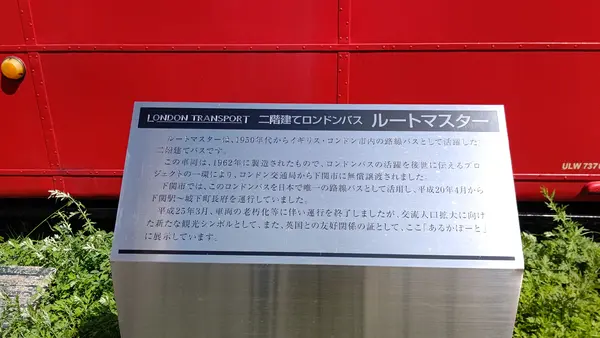 LONDON TRANSPORT 二階建てロンドンバス ルートマスター
ルートマスターは、1950年代からイギリス・ロンドン市内の路線バスとして活躍した
二階建てバスです。
この車両は、1962年に製造されたもので、ロンドンバスの活躍を後世に伝えるプロ
ジェクトの一環により、ロンドン交通局から下関市に無償譲渡されました。
下関市では、このロンドンバスを日本で唯一の路線バスとして活用し、平成20年4月から
下関駅～城下町長府を運行していました。
平成25年3月、車両の老朽化等に伴い運行を終了しましたが、交流人口拡大に向け
た新たな観光シンボルとして、また、英国との友好関係の証として、ここ「あるかぽーと」
に展示しています。
ULW 737